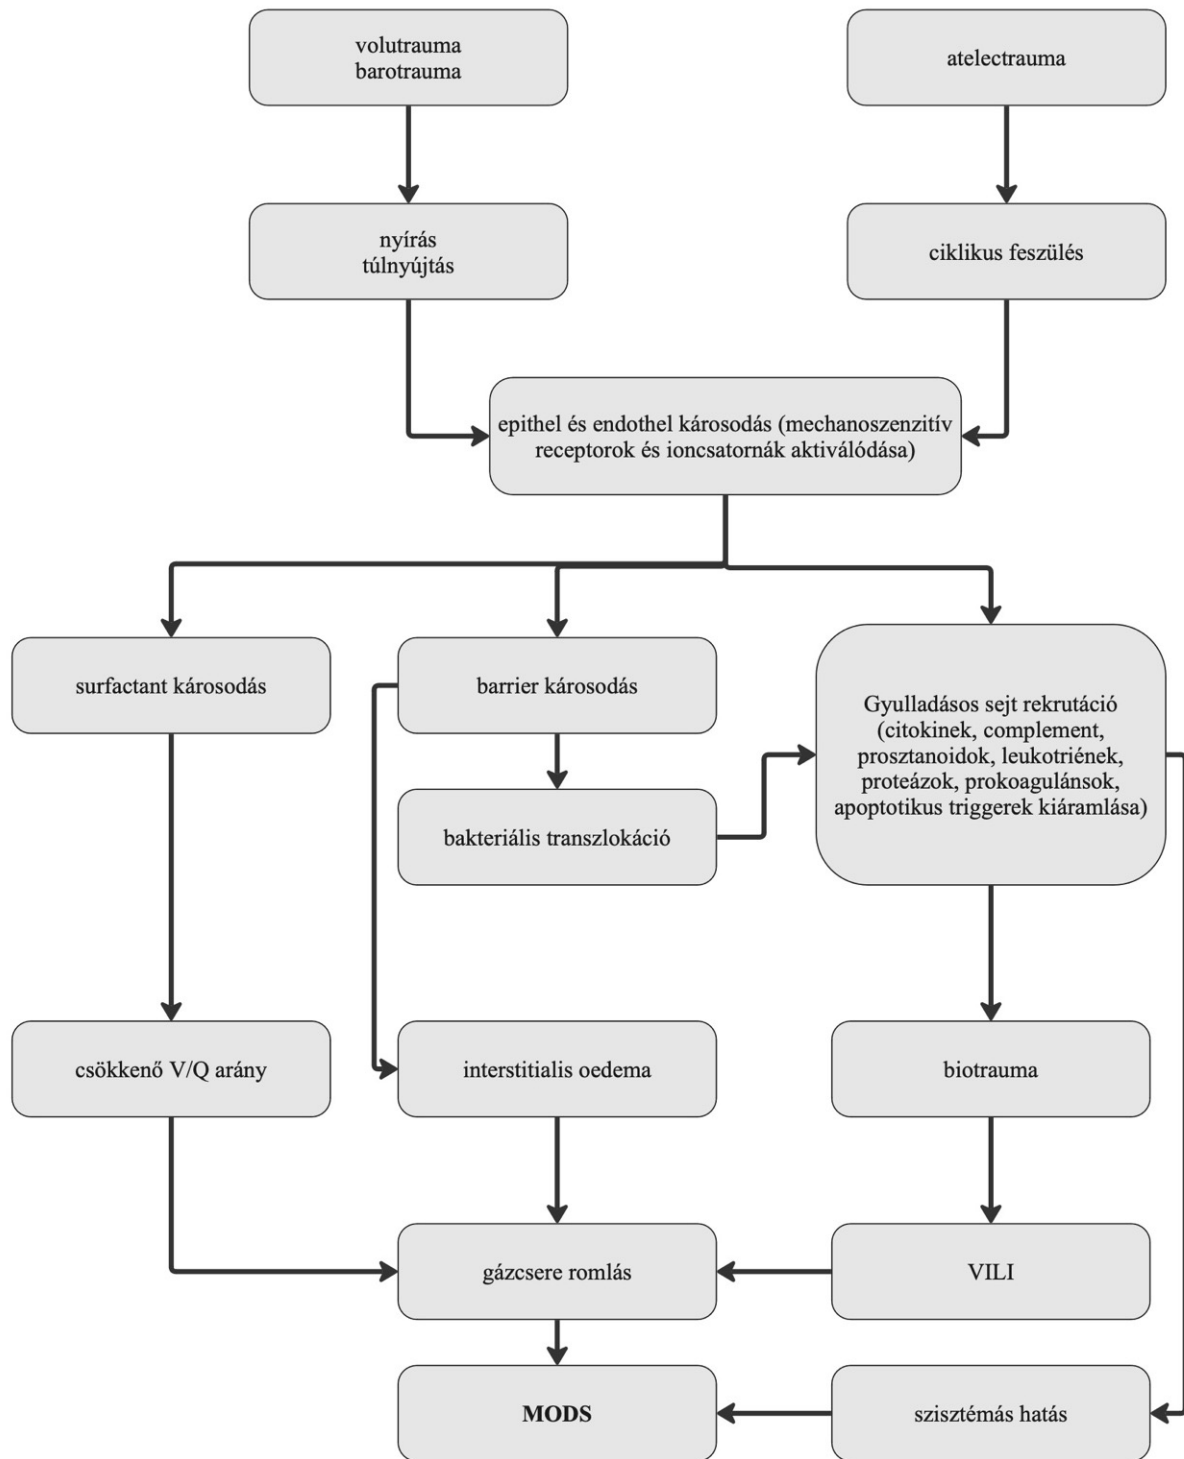 volutrauma
barotrauma
atelectrauma
nyírás
túlnyújtás
ciklikus feszülés
epithel és endothel károsodás (mechanoszenzitív
receptorok és ioncsatornák aktiválódása)
surfactant károsodás
barrier károsodás
Gyulladásos sejt rekrutáció
(citokinek, complement,
prosztanoidok, leukotriének,
proteázok, prokoagulánsok,
apoptotikus triggerek kiáramlása)
bakteriális transzlokáció
csökkenő V/Q arány
interstitialis oedema
biotrauma
gázcsere romlás
VILI
MODS
szisztémás hatás